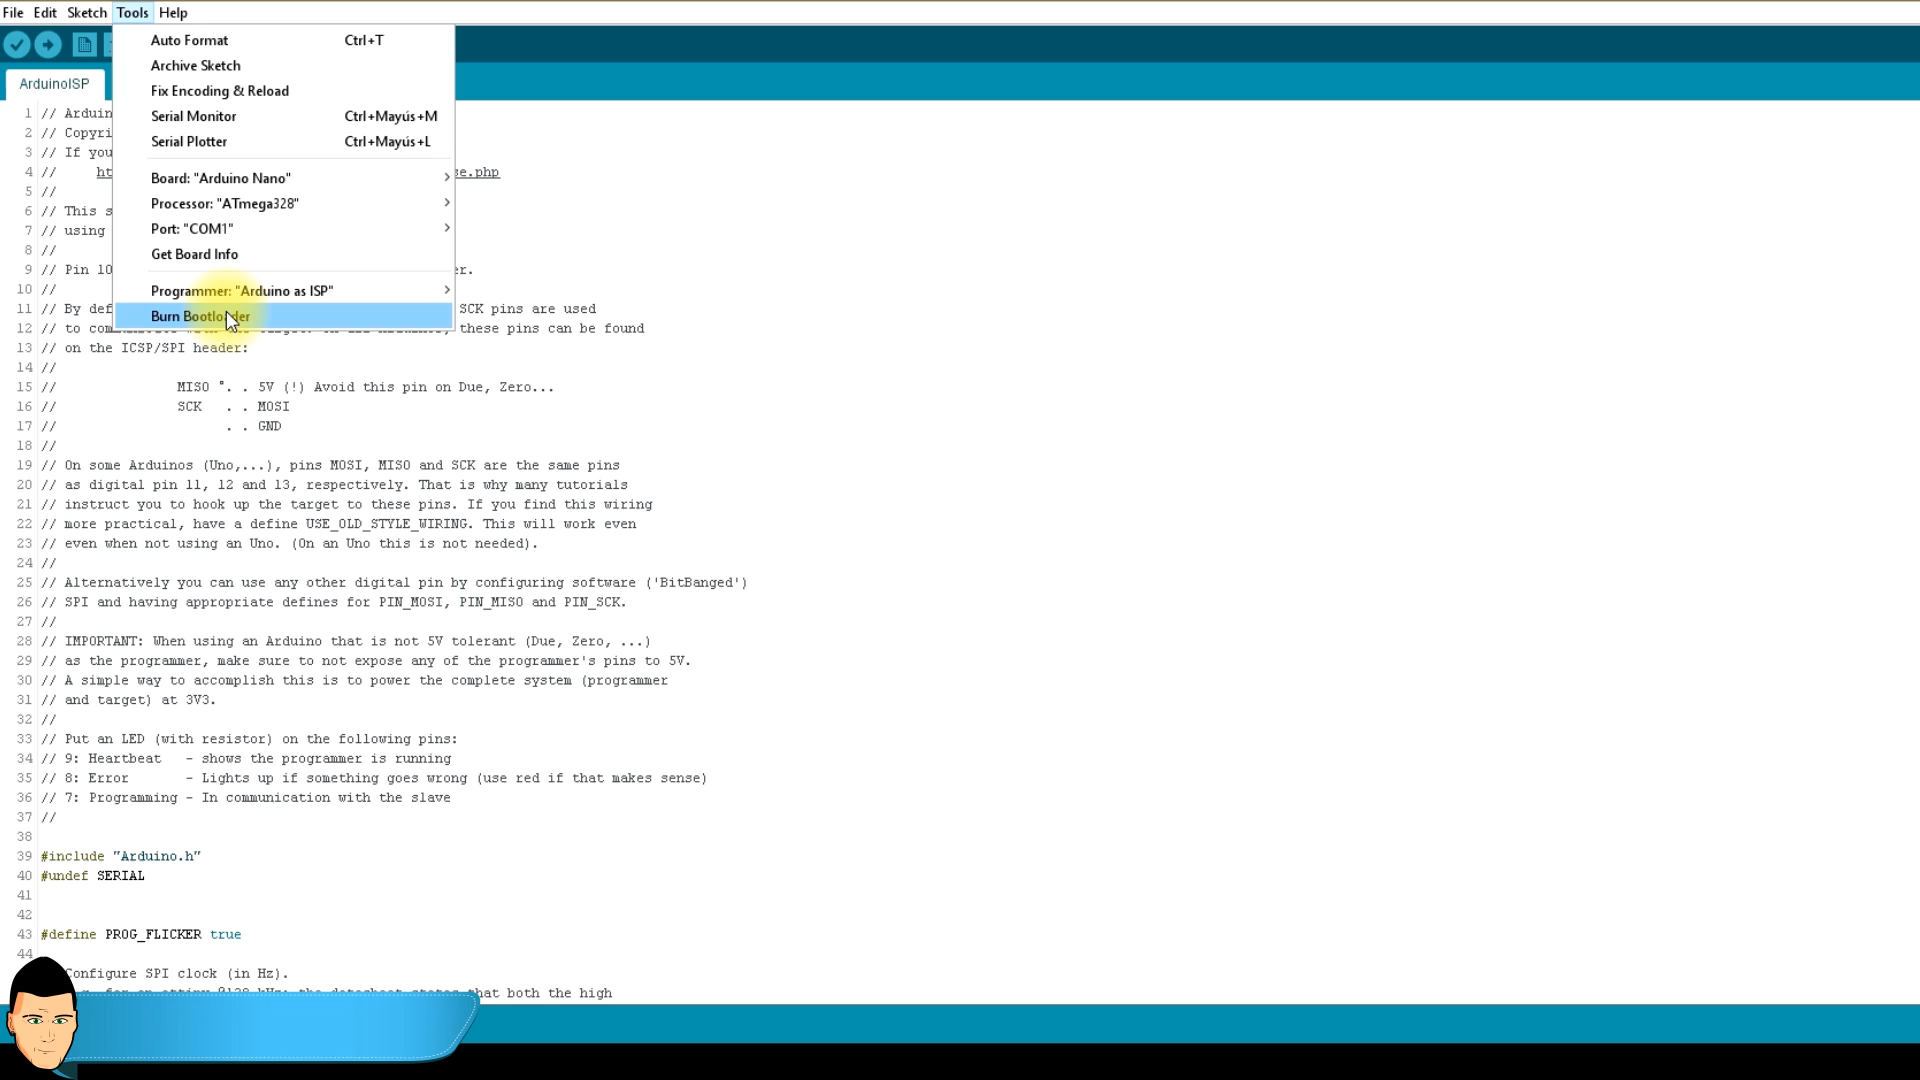 File Edit Sketch Tools Help
Auto Format Ctrl+T
Archive Sketch
Fix Encoding & Reload
Serial Monitor Ctrl+Mayús+M
Serial Plotter Ctrl+Mayús+L
Board: "Arduino Nano"
Processor: "ATmega328"
Port: "COM1"
Get Board Info
Programmer: "Arduino as ISP"
Burn Bootloader
ArduinoISP
1 // Arduin
2 // Copyri
3 // If you
4 // ht se.php
5 //
6 // This s
7 // using
8 //
9 // Pin 10 er.
10 //
11 // By def SCK pins are used
12 // to com these pins can be found
13 // on the ICSP/SPI header:
14 //
15 // MISO °. . 5V (!) Avoid this pin on Due, Zero...
16 // SCK . . MOSI
17 // . . GND
18 //
19 // On some Arduinos (Uno,...), pins MOSI, MISO and SCK are the same pins
20 // as digital pin 11, 12 and 13, respectively. That is why many tutorials
21 // instruct you to hook up the target to these pins. If you find this wiring
22 // more practical, have a define USE_OLD_STYLE_WIRING. This will work even
23 // even when not using an Uno. (On an Uno this is not needed).
24 //
25 // Alternatively you can use any other digital pin by configuring software ('BitBanged')
26 // SPI and having appropriate defines for PIN_MOSI, PIN_MISO and PIN_SCK.
27 //
28 // IMPORTANT: When using an Arduino that is not 5V tolerant (Due, Zero, ...)
29 // as the programmer, make sure to not expose any of the programmer's pins to 5V.
30 // A simple way to accomplish this is to power the complete system (programmer
31 // and target) at 3V3.
32 //
33 // Put an LED (with resistor) on the following pins:
34 // 9: Heartbeat - shows the programmer is running
35 // 8: Error - Lights up if something goes wrong (use red if that makes sense)
36 // 7: Programming - In communication with the slave
37 //
38
39 #include "Arduino.h"
40 #undef SERIAL
41
42
43 #define PROG_FLICKER true
44
Configure SPI clock (in Hz).
that both the high